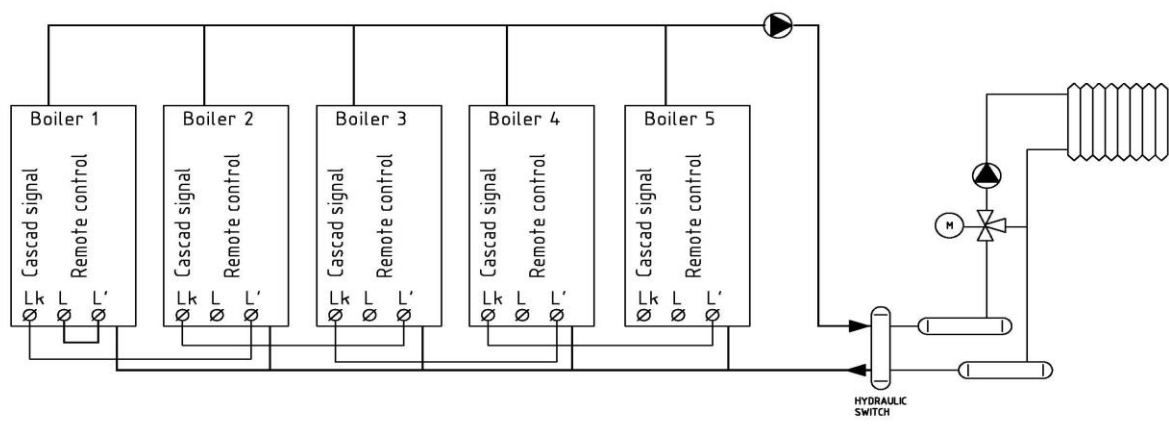 Boiler 1
Cascad signal
Remote control
Lk L L'
Boiler 2
Cascad signal
Remote control
Lk L L'
Boiler 3
Cascad signal
Remote control
Lk L L'
Boiler 4
Cascad signal
Remote control
Lk L L'
Boiler 5
Cascad signal
Remote control
Lk L L'
M
HYDRAULIC
SWITCH